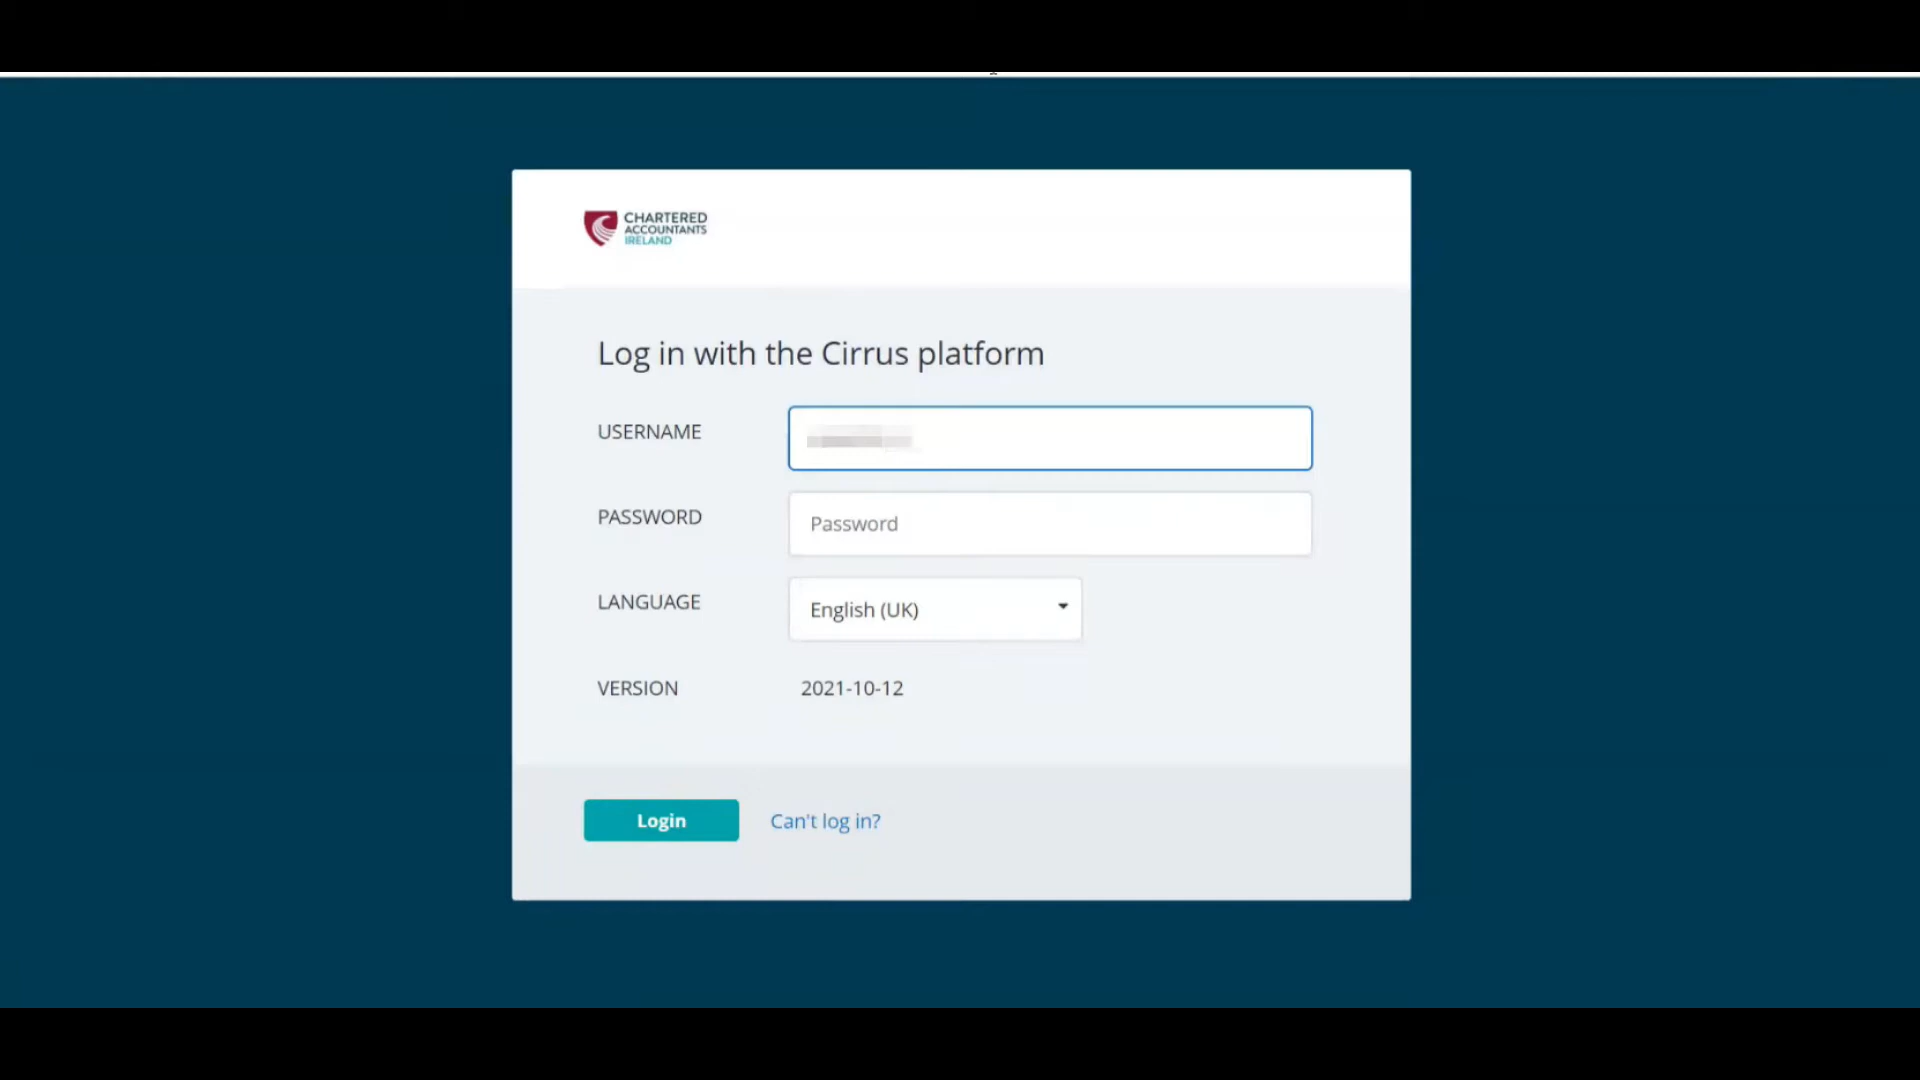 CHARTERED
ACCOUNTANTS
IRELAND
Log in with the Cirrus platform
USERNAME
PASSWORD
Password
LANGUAGE
English (UK)
VERSION
2021-10-12
Login
Can't log in?